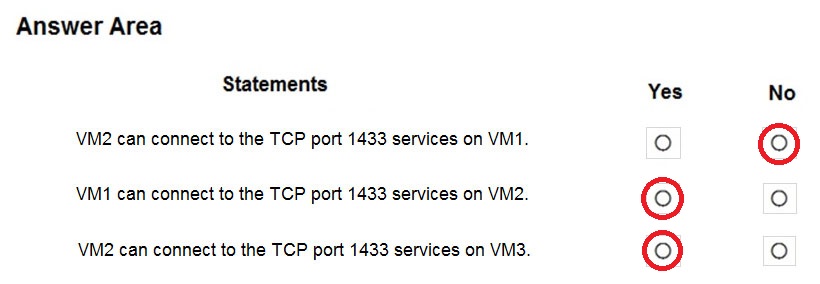 Answer Area
Statements Yes No
VM2 can connect to the TCP port 1433 services on VM1.
VM1 can connect to the TCP port 1433 services on VM2.
VM2 can connect to the TCP port 1433 services on VM3.